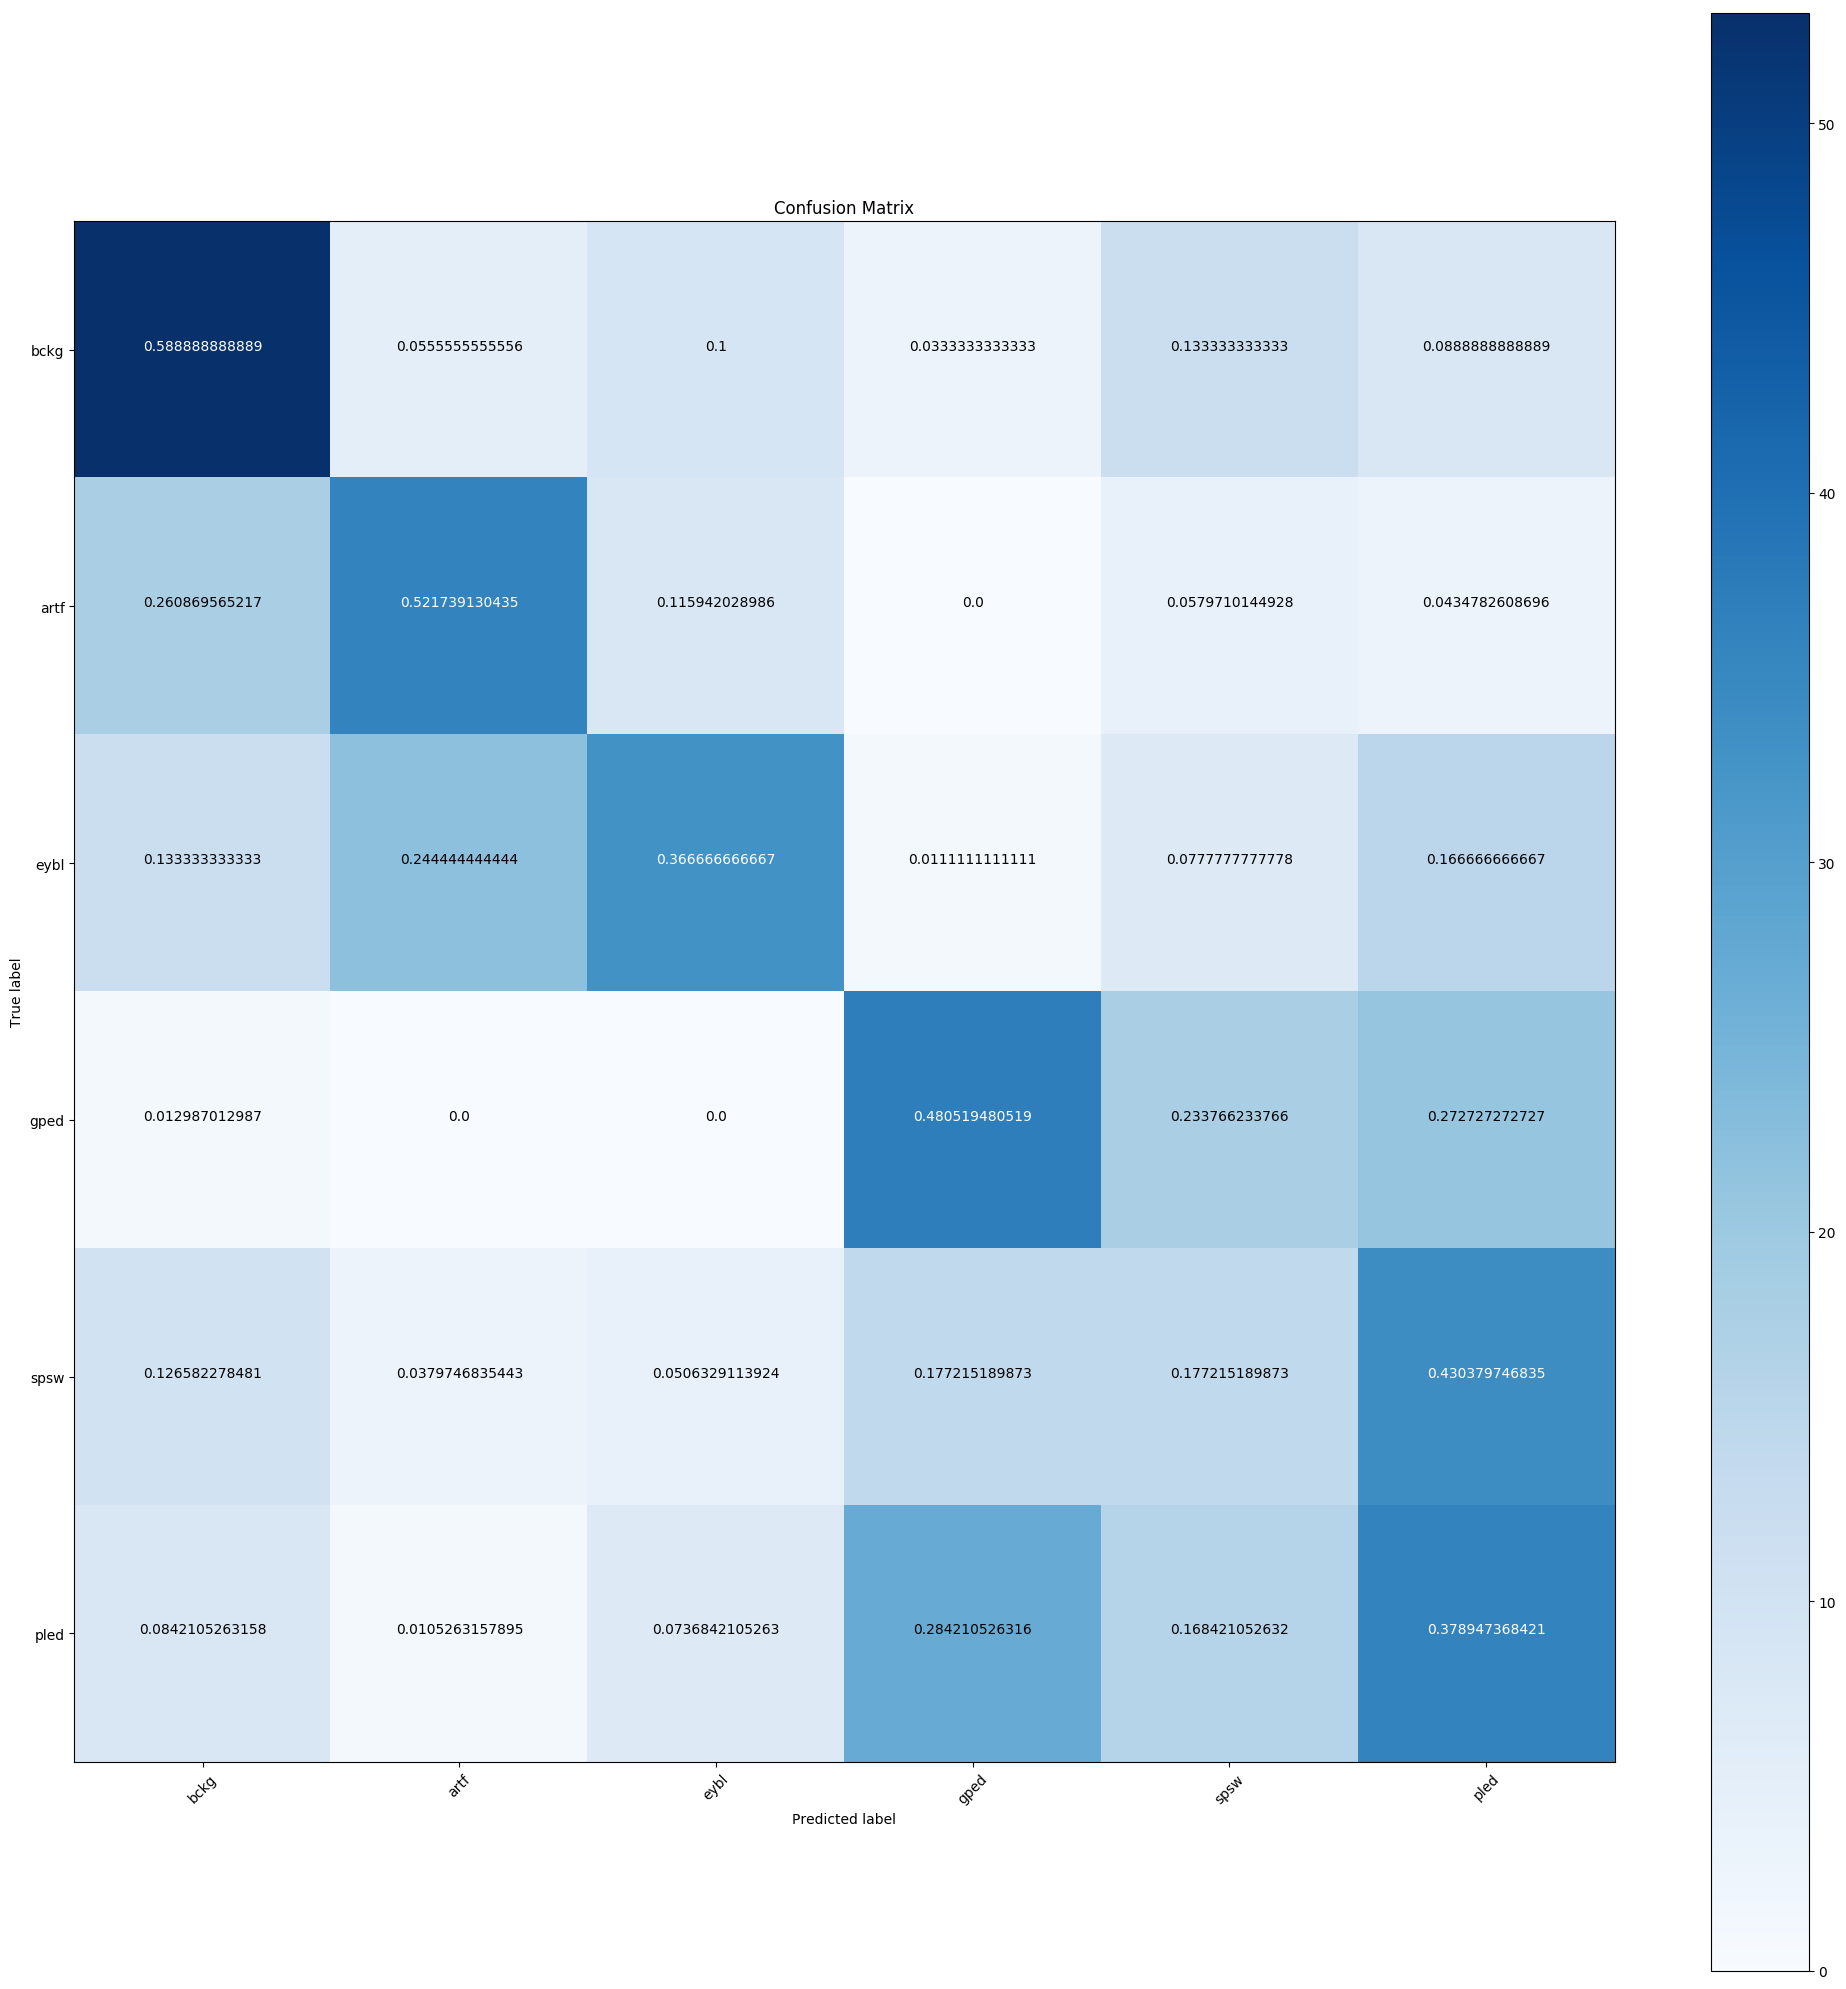 Confusion Matrix
bckg 0.588888888889 0.0555555555556 0.1 0.0333333333333 0.133333333333 0.0888888888889
artf 0.260869565217 0.521739130435 0.115942028986 0.0 0.0579710144928 0.0434782608696
eybl 0.133333333333 0.244444444444 0.366666666667 0.0111111111111 0.0777777777778 0.166666666667
gped 0.012987012987 0.0 0.0 0.480519480519 0.233766233766 0.272727272727
spsw 0.126582278481 0.0379746835443 0.0506329113924 0.177215189873 0.177215189873 0.430379746835
pled 0.0842105263158 0.0105263157895 0.0736842105263 0.284210526316 0.168421052632 0.378947368421
bckg artf eybl gped spsw pled
Predicted label
True label
50
40
30
20
10
0